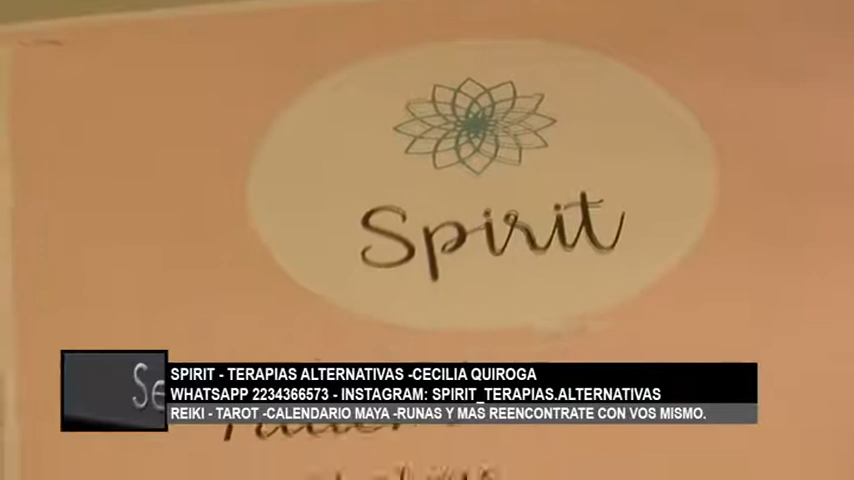 Spirit
SPIRIT - TERAPIAS ALTERNATIVAS -CECILIA QUIROGA
WHATSAPP 2234366573 - INSTAGRAM: SPIRIT_TERAPIAS.ALTERNATIVAS
REIKI - TAROT -CALENDARIO MAYA -RUNAS Y MAS REENCONTRATE CON VOS MISMO.